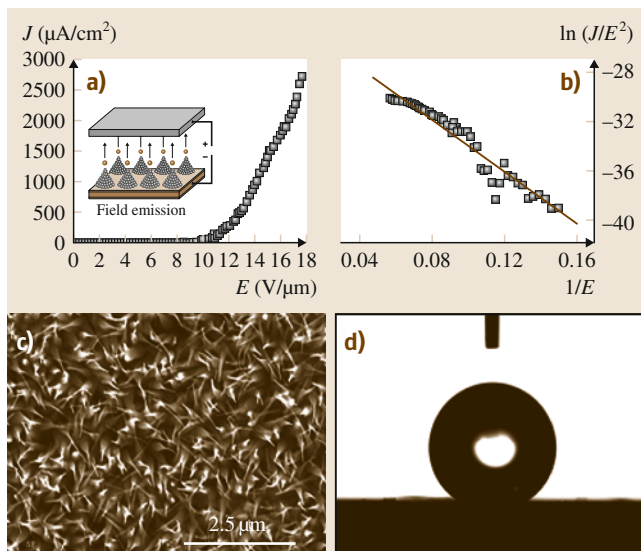 J (μA/cm²)
3000
2500
2000
1500
1000
500
0
a)
+
−
Field emission
0 2 4 6 8 10 12 14 16 18
E (V/μm)
ln (J/E²)
b)
−28
−32
−36
−40
0.04 0.08 0.12 0.16
1/E
c)
2.5 μm
d)